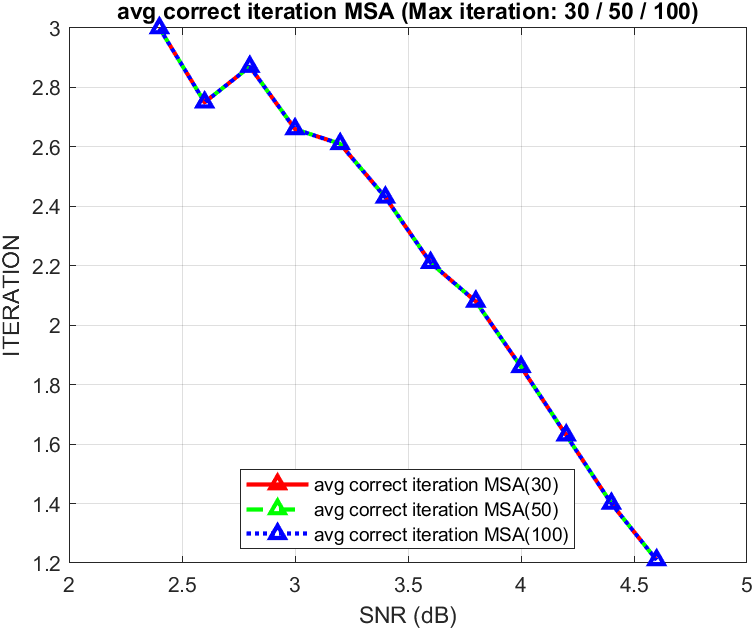 avg correct iteration MSA (Max iteration: 30 / 50 / 100)
3
2.8
2.6
2.4
2.2
2
1.8
1.6
1.4
1.2
ITERATION
avg correct iteration MSA(30)
avg correct iteration MSA(50)
avg correct iteration MSA(100)
2 2.5 3 3.5 4 4.5 5
SNR (dB)